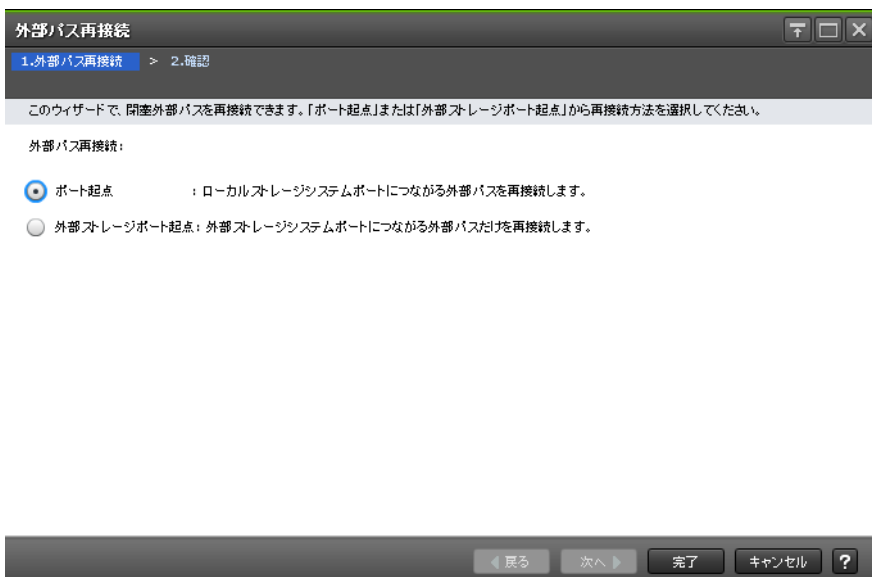 外部パス再接続
1.外部パス再接続 > 2.確認
このウィザードで、閉塞外部パスを再接続できます。「ポート起点」または「外部ストレージポート起点」から再接続方法を選択してください。
外部パス再接続:
ポート起点 : ローカルストレージシステムポートにつながる外部パスを再接続します。
外部ストレージポート起点 : 外部ストレージシステムポートにつながる外部パスだけを再接続します。
戻る 次へ 完了 キャンセル ?